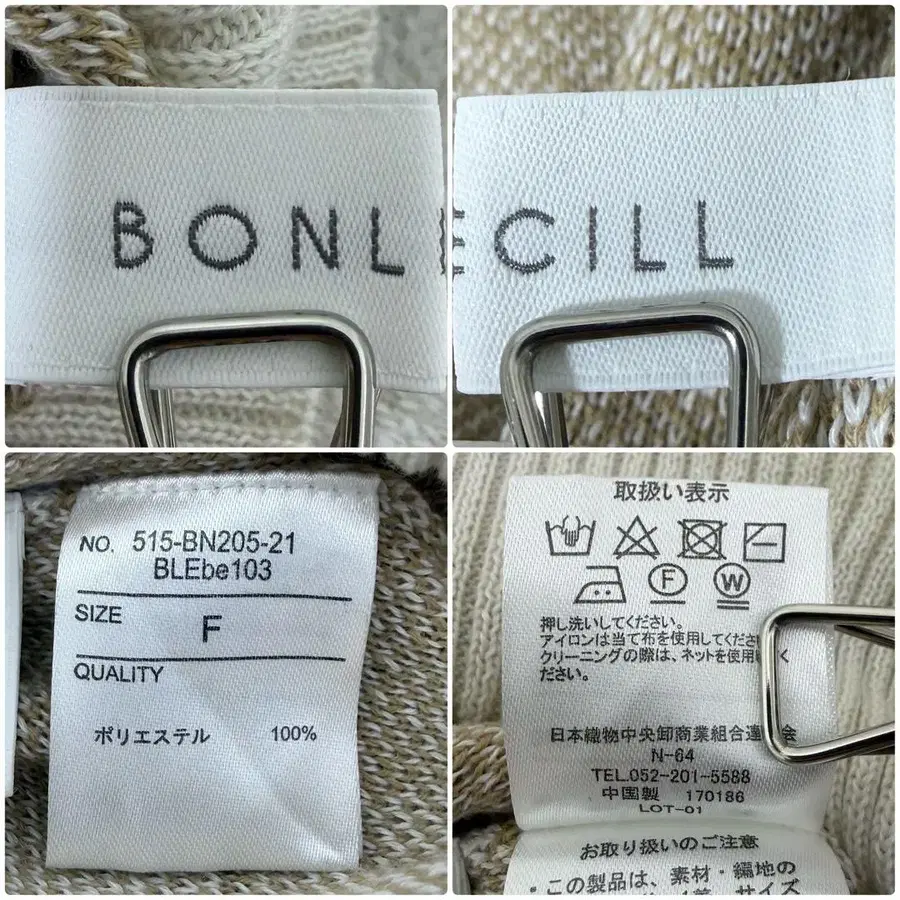 BONL
ECILL
NO. 515-BN205-21
BLEbe103
SIZE
F
QUALITY
ポリエステル 100%
取扱い表示
F W
押し洗いしてください。
アイロンは当て布を使用してくだ
クリーニングの際は、ネットを使用 く
ださい。
日本織物中央卸商業組合連 会
N-64
TEL.052-201-5588
中国製 170186
LOT-01
お取り扱いのご注意
・この製品は、素材・編地の
サイズ